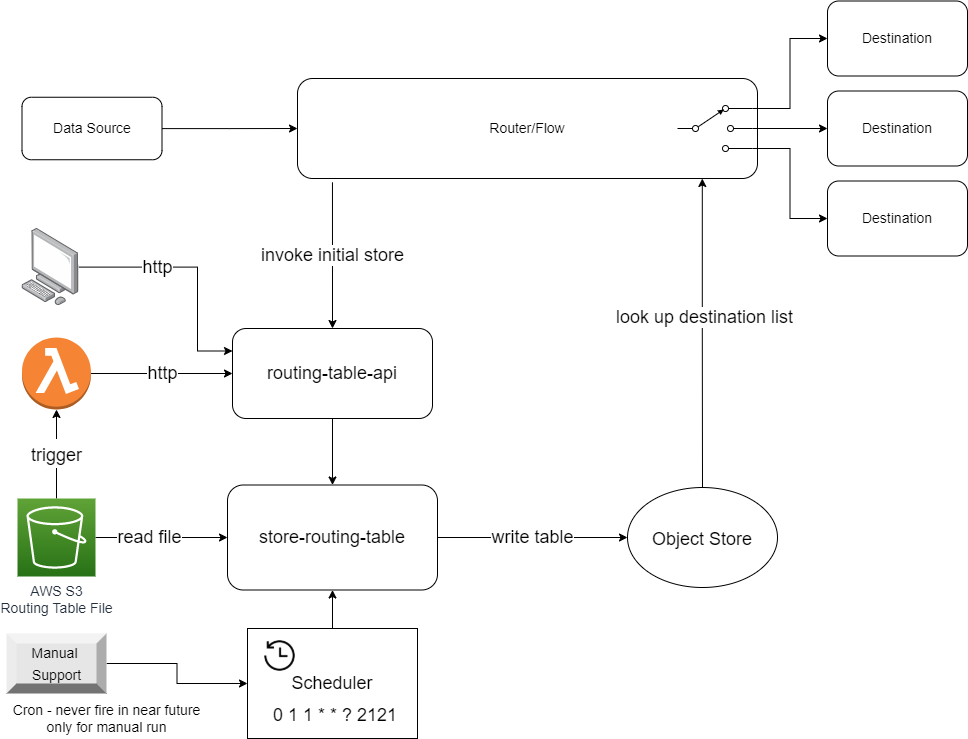 Destination
Data Source
Router/Flow
Destination
Destination
invoke initial store
http
look up destination list
http
routing-table-api
trigger
read file
store-routing-table
write table
Object Store
AWS S3
Routing Table File
Manual
Support
Scheduler
0 1 1 * * ? 2121
Cron - never fire in near future
only for manual run